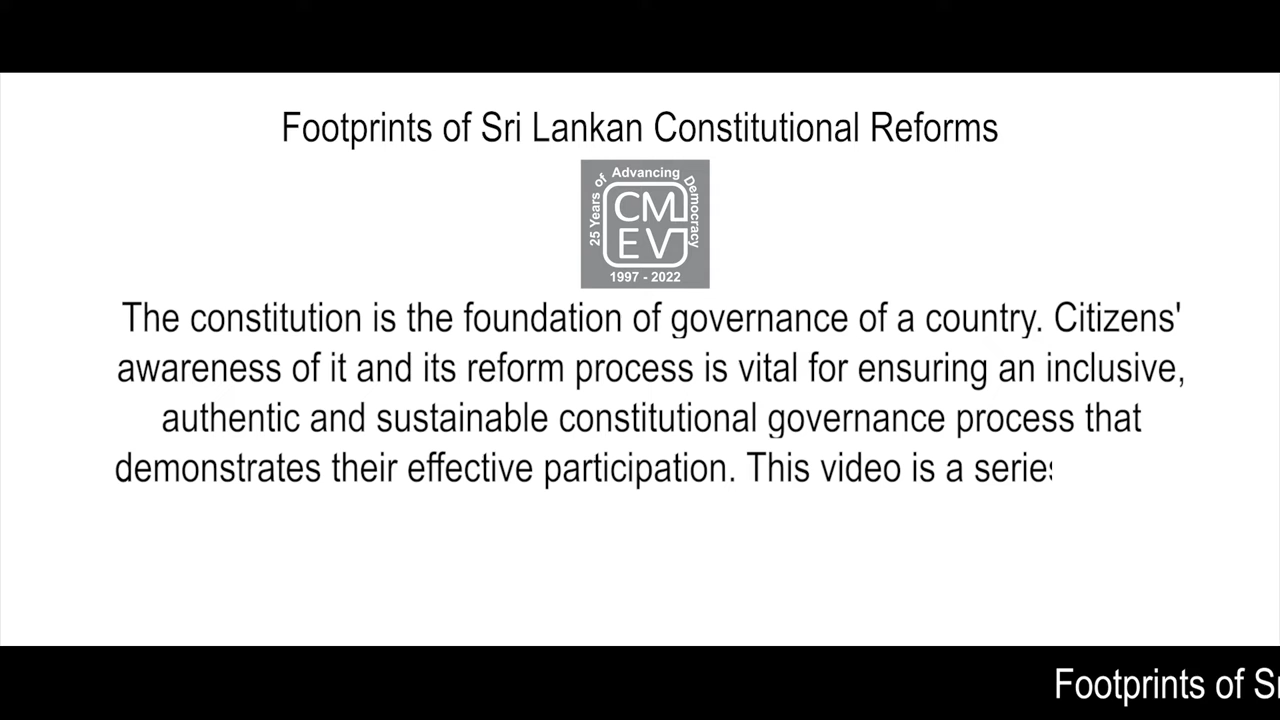 Footprints of Sri Lankan Constitutional Reforms
25 Years of Advancing Democracy
CM
EV
1997 - 2022
The constitution is the foundation of governance of a country. Citizens'
awareness of it and its reform process is vital for ensuring an inclusive,
authentic and sustainable constitutional governance process that
demonstrates their effective participation. This video is a series
Footprints of